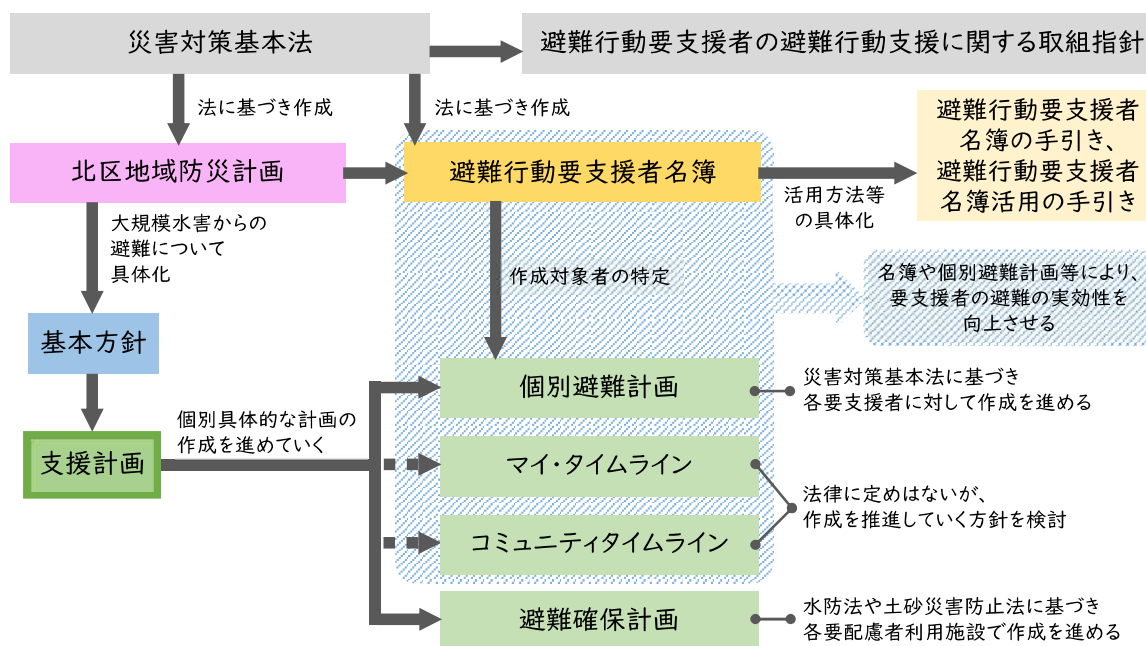 災害対策基本法
避難行動要支援者の避難行動支援に関する取組指針
法に基づき作成
法に基づき作成
北区地域防災計画
避難行動要支援者名簿
避難行動要支援者
名簿の手引き、
避難行動要支援者
名簿活用の手引き
活用方法等
の具体化
大規模水害からの
避難について
具体化
作成対象者の特定
名簿や個別避難計画等により、
要支援者の避難の実効性を
向上させる
基本方針
個別避難計画
災害対策基本法に基づき
各要支援者に対して作成を進める
個別具体的な計画の
作成を進めていく
支援計画
マイ・タイムライン
法律に定めはないが、
作成を推進していく方針を検討
コミュニティタイムライン
避難確保計画
水防法や土砂災害防止法に基づき
各要配慮者利用施設で作成を進める